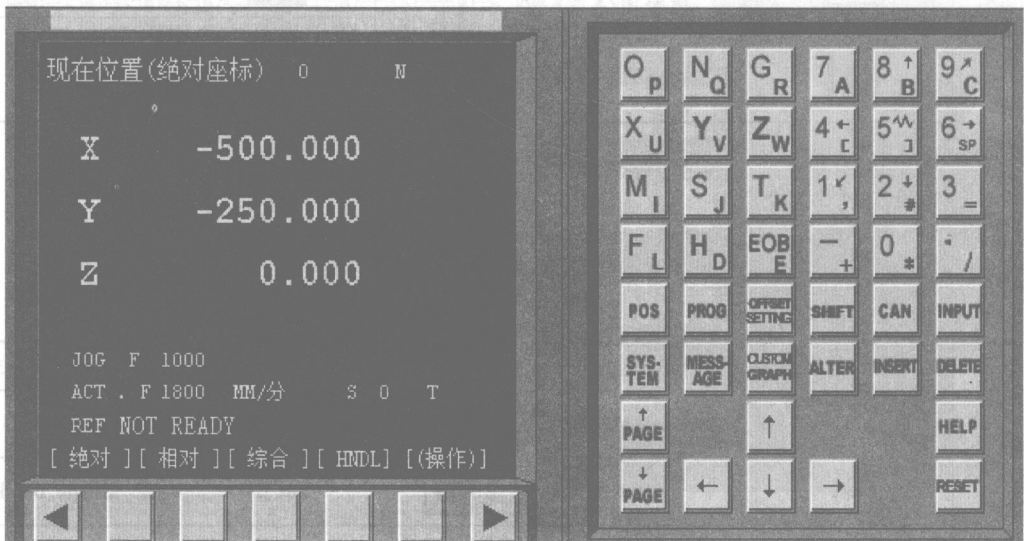 现在位置(绝对坐标) O N
X -500.000
Y -250.000
Z 0.000
JOG F 1000
ACT . F 1800 MM/分 S 0 T
REF NOT READY
[ 绝对 ][ 相对 ][ 综合 ][ HNDL] [(操作)]
O P N Q G R 7 A 8 ↑ B 9 ↗ C
X U Y V Z W 4 ← [ 5 ] 6 → SP
M I S J T K 1 ↙ , 2 ↓ # 3 =
F L H D EOB E - + 0 * . /
POS PROG OFFSET SETTING SHIFT CAN INPUT
SYS-TEM MESS-AGE CUSTOM GRAPH ALTER INSERT DELETE
↑ PAGE ↑ HELP
↓ PAGE ← ↓ → RESET